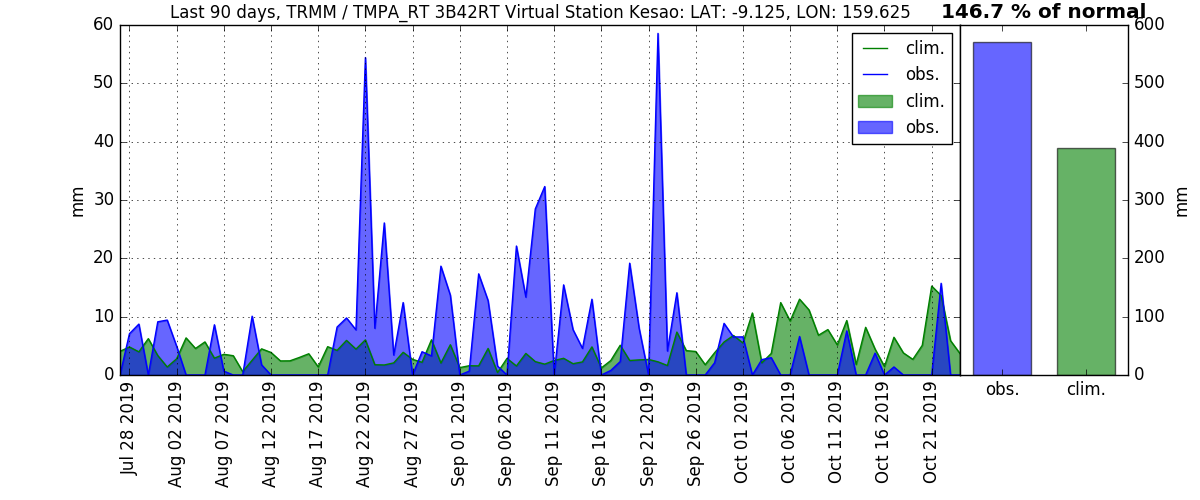 Last 90 days, TRMM / TMPA_RT 3B42RT Virtual Station Kesao: LAT: -9.125, LON: 159.625
146.7 % of normal
60
50
40
30
20
10
0
mm
clim.
obs.
clim.
obs.
600
500
400
300
200
100
0
mm
Jul 28 2019
Aug 02 2019
Aug 07 2019
Aug 12 2019
Aug 17 2019
Aug 22 2019
Aug 27 2019
Sep 01 2019
Sep 06 2019
Sep 11 2019
Sep 16 2019
Sep 21 2019
Sep 26 2019
Oct 01 2019
Oct 06 2019
Oct 11 2019
Oct 16 2019
Oct 21 2019
obs.
clim.